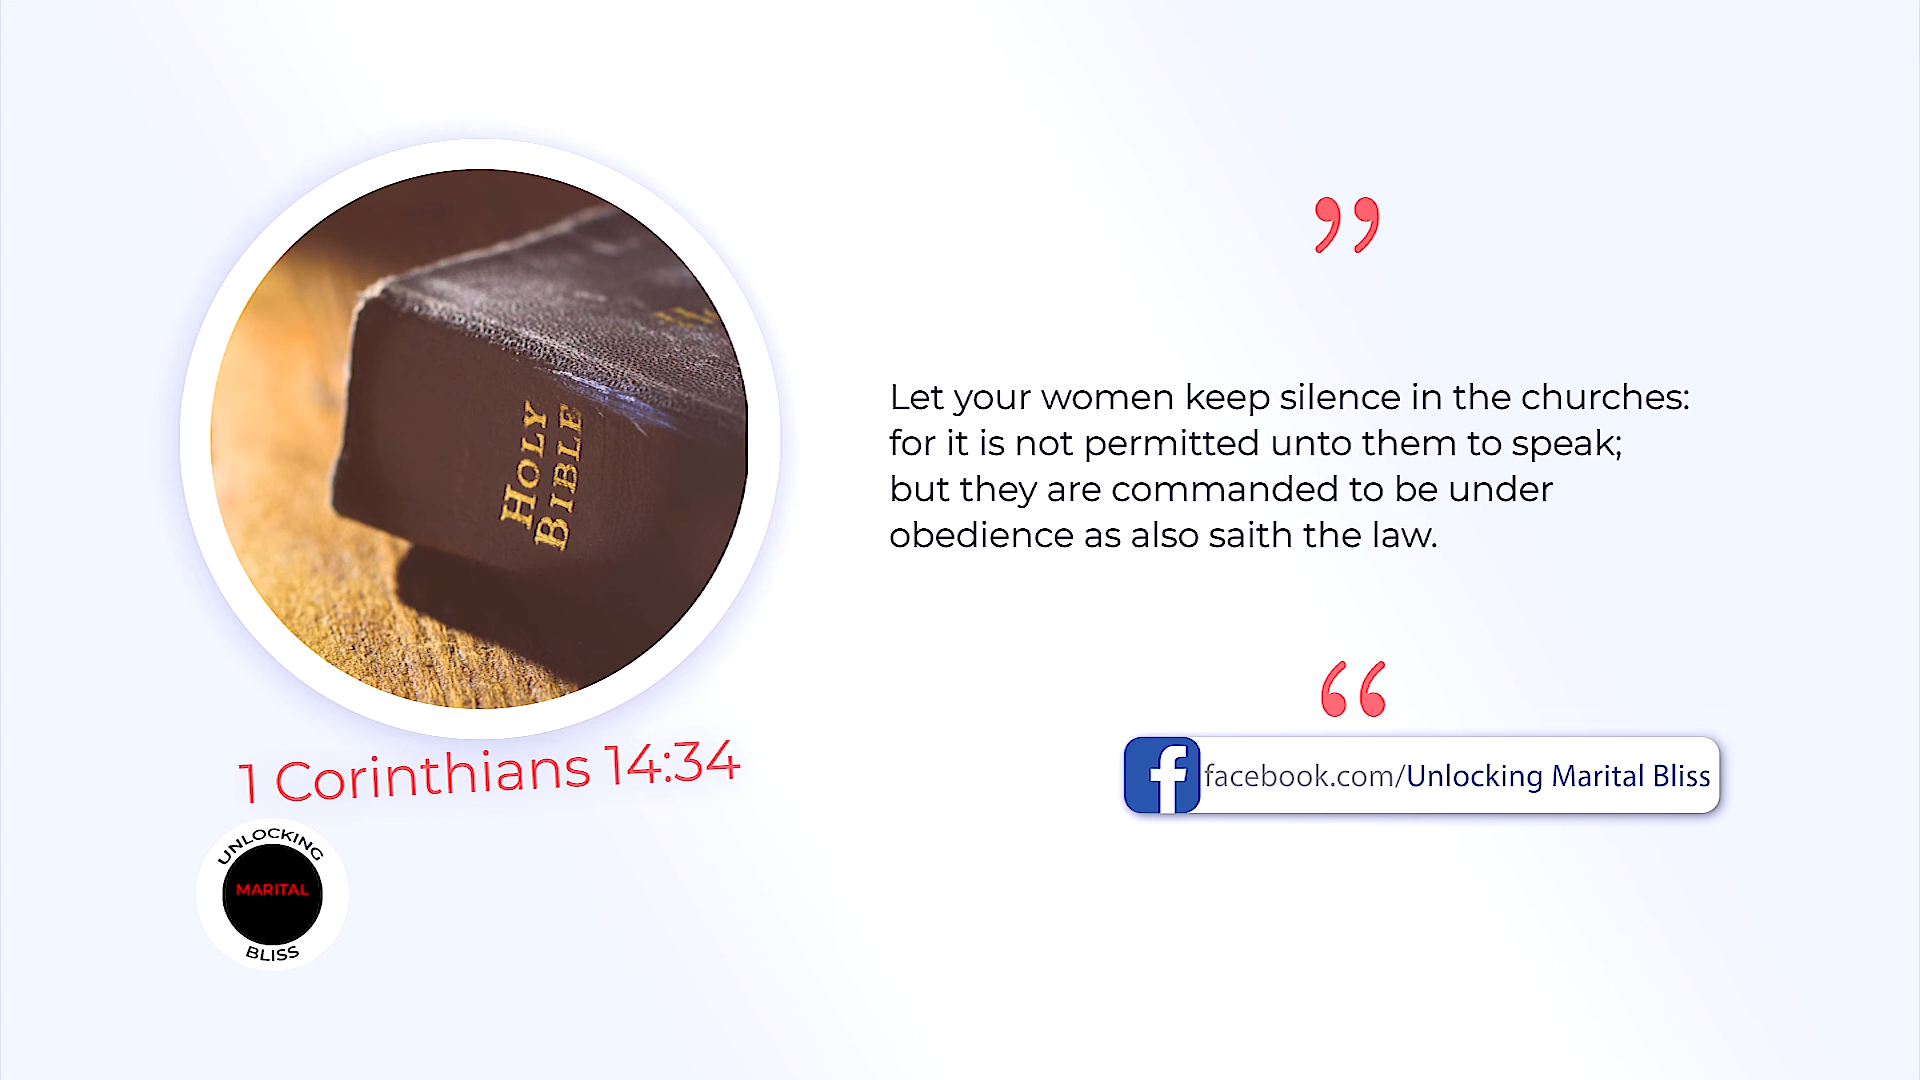 ”
Let your women keep silence in the churches:
for it is not permitted unto them to speak;
but they are commanded to be under
obedience as also saith the law.
“
HOLY
BIBLE
1 Corinthians 14:34
facebook.com/Unlocking Marital Bliss
UNLOCKING
MARITAL
BLISS